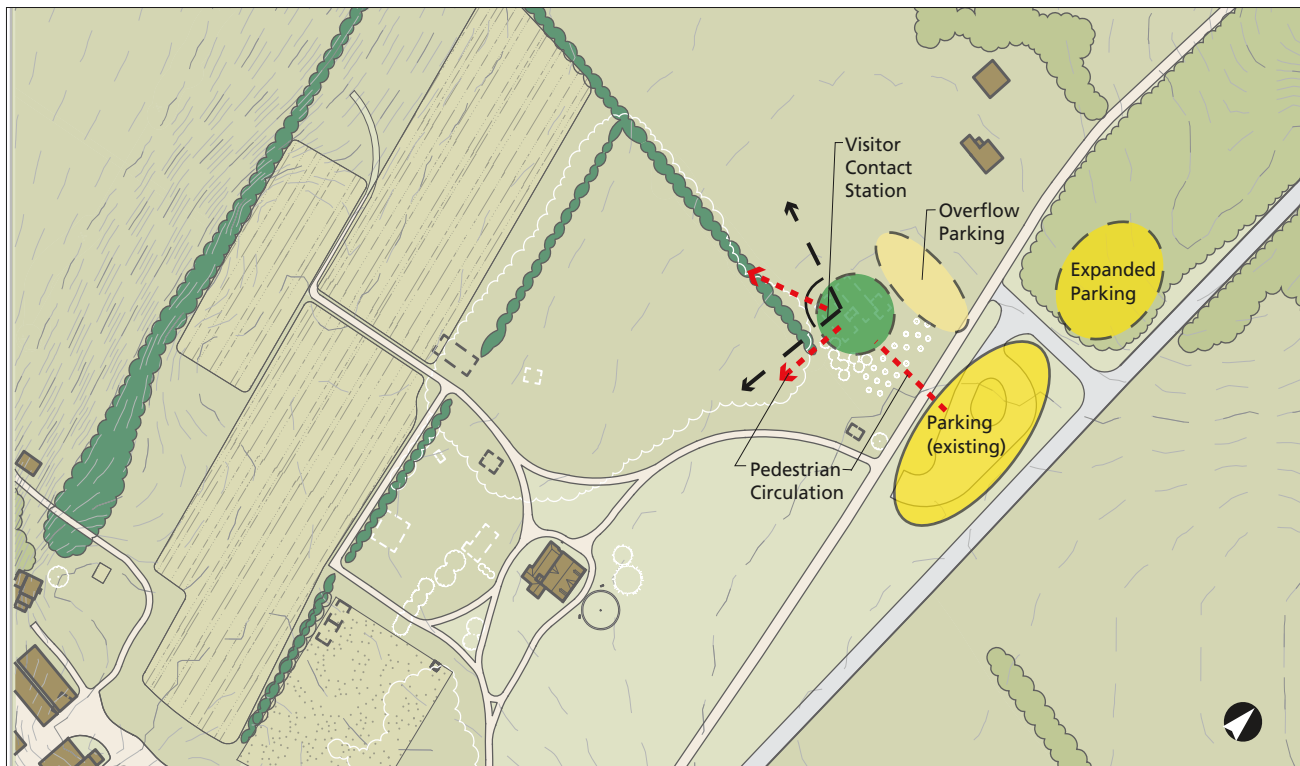 Visitor
Contact
Station
Overflow
Parking
Expanded
Parking
Parking
(existing)
Pedestrian
Circulation